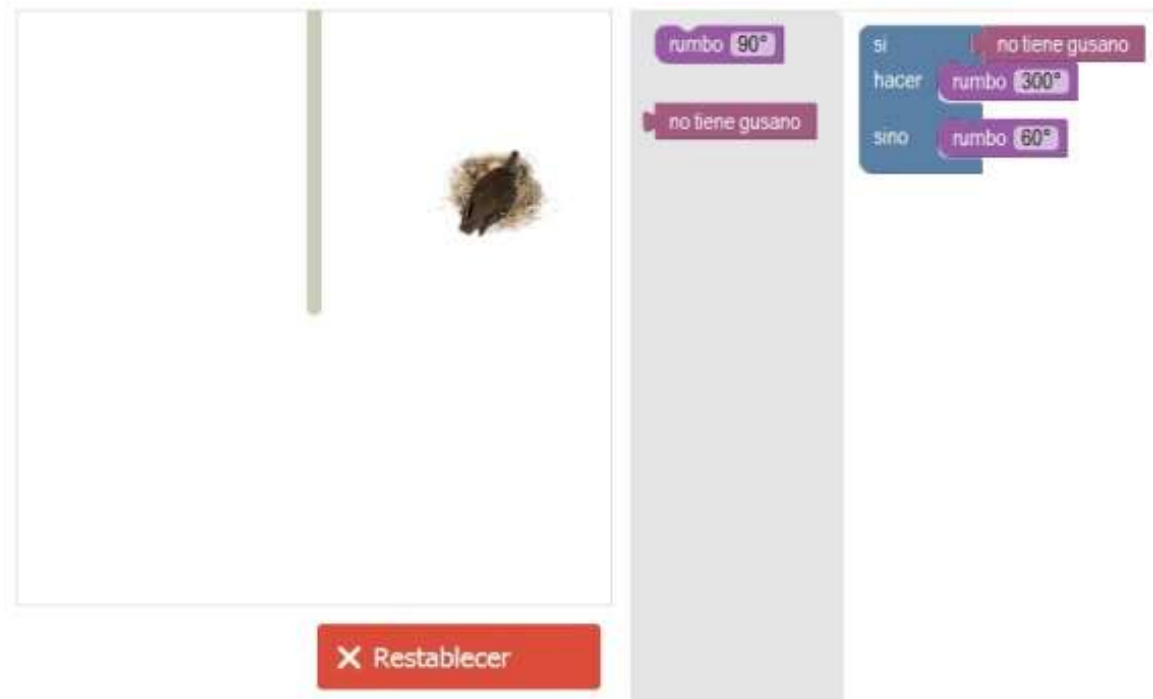 rumbo 90°
no tiene gusano
si no tiene gusano
hacer rumbo 300°
sino rumbo 60°
Restablecer